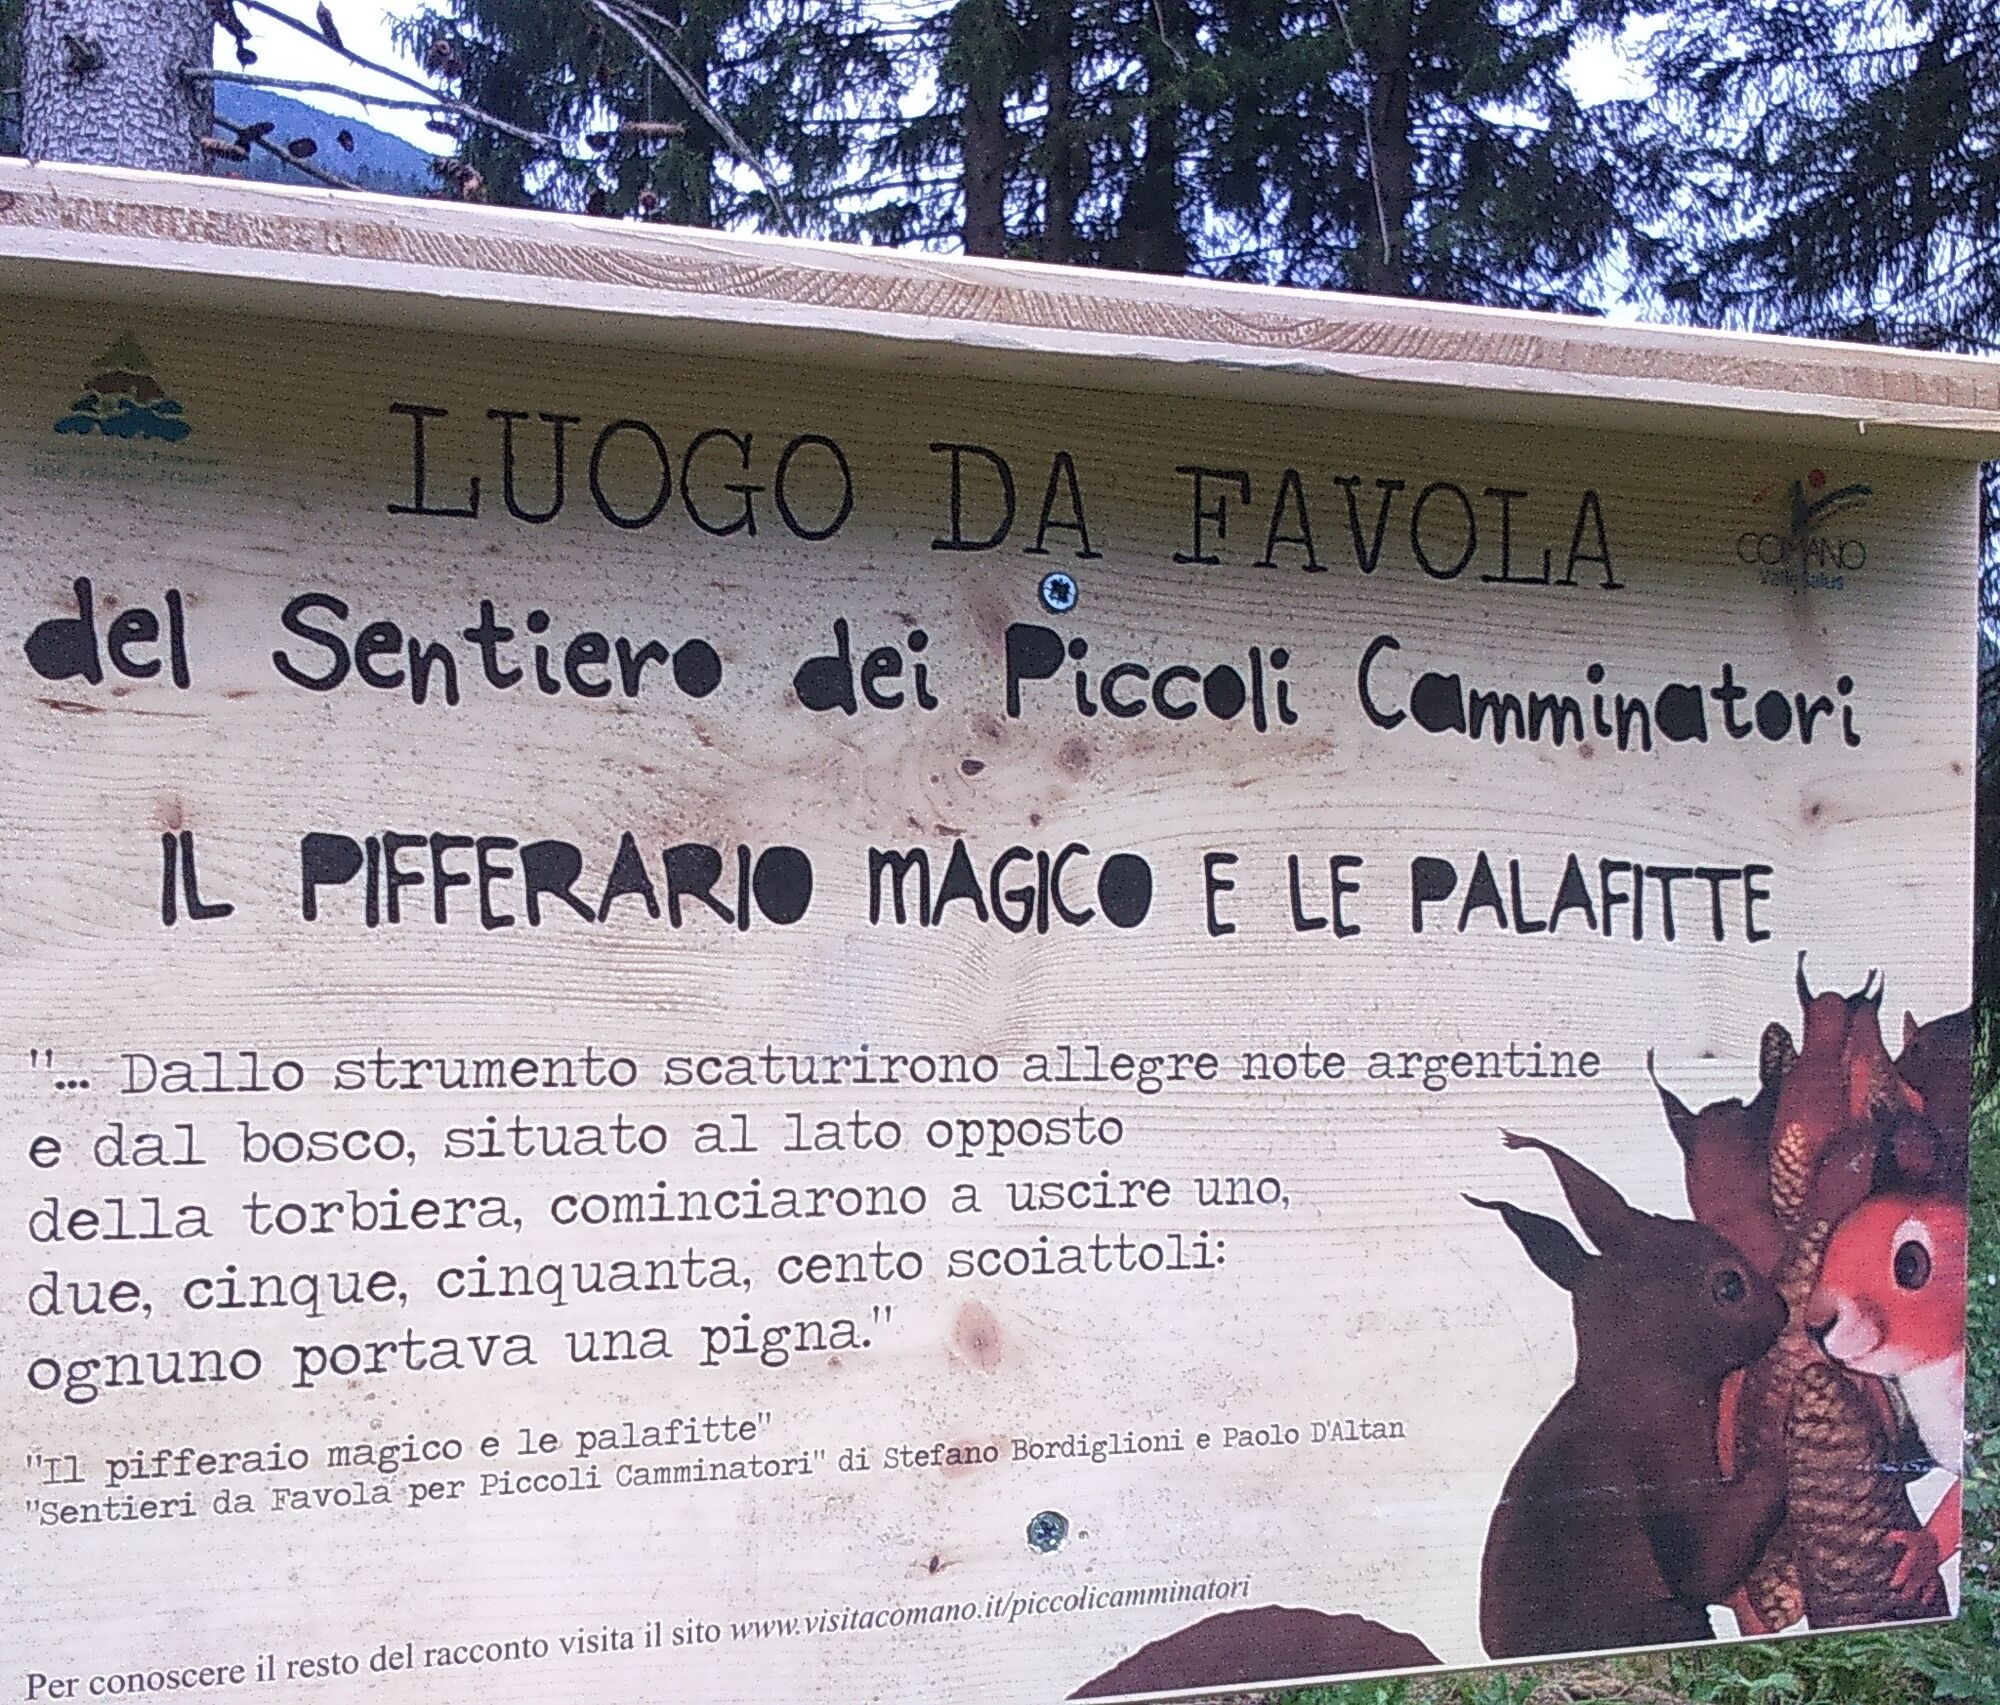 LUOGO DA FAVOLA
COMANO
Valle Salus
del Sentiero dei Piccoli Camminatori
IL PIFFERARIO MAGICO E LE PALAFITTE
"... Dallo strumento scaturirono allegre note argentine
e dal bosco, situato al lato opposto
della torbiera, cominciarono a uscire uno,
due, cinque, cinquanta, cento scoiattoli:
ognuno portava una pigna."
"Il pifferaio magico e le palafitte"
"Sentieri da Favola per Piccoli Camminatori" di Stefano Bordiglioni e Paolo D'Altan
Per conoscere il resto del racconto visita il sito www.visitacomano.it/piccolicamminatori